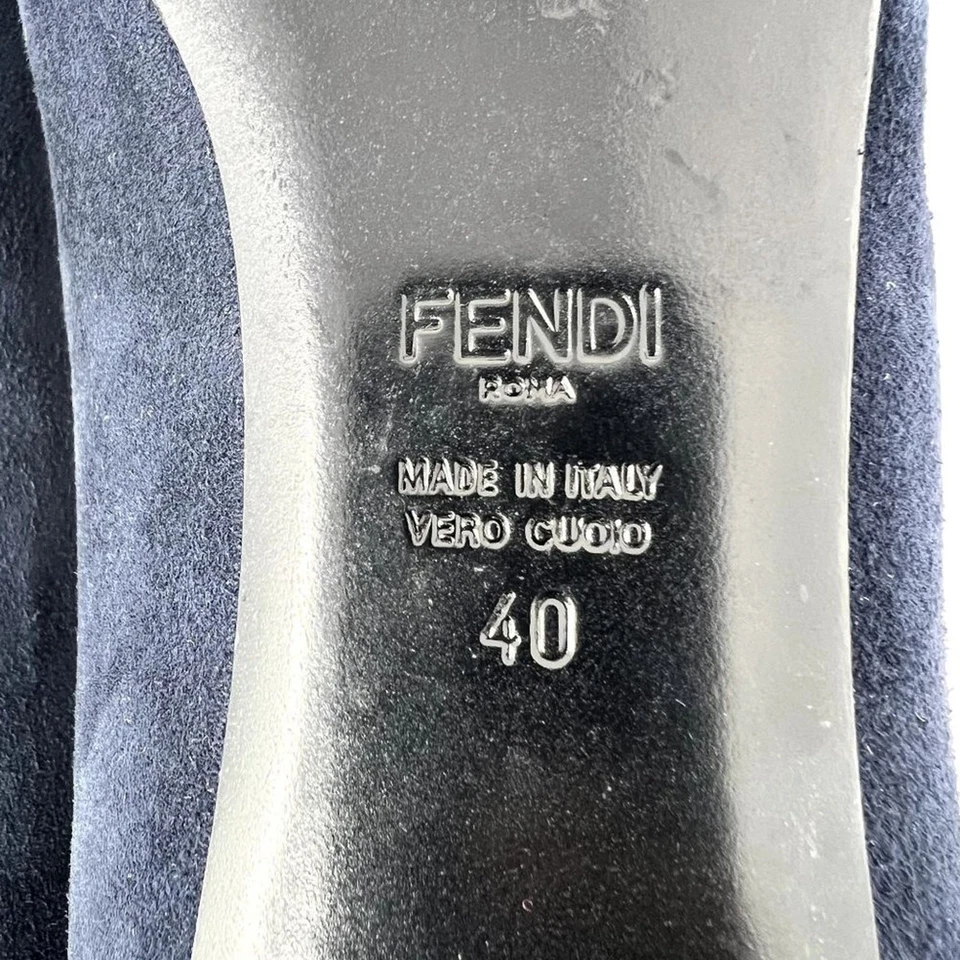 FENDI
ROMA
MADE IN ITALY
VERO CUOIO
40